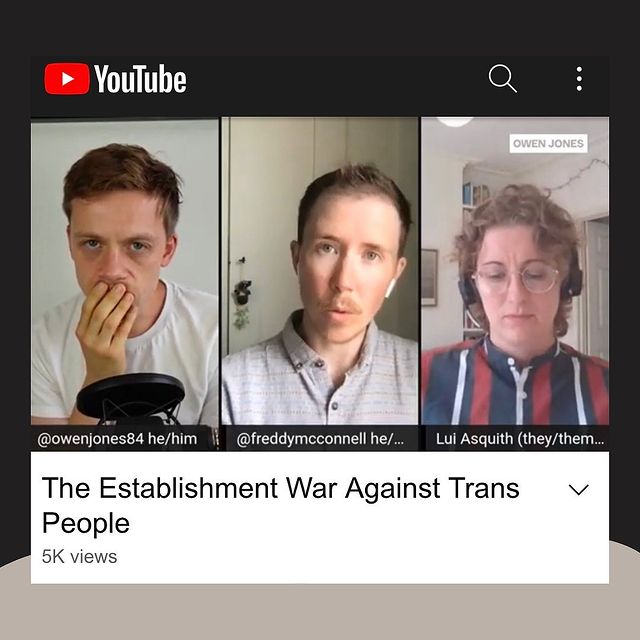 YouTube
OWEN JONES
@owenjones84 he/him
@freddymcconnell he/...
Lui Asquith (they/them...
The Establishment War Against Trans
People
5K views